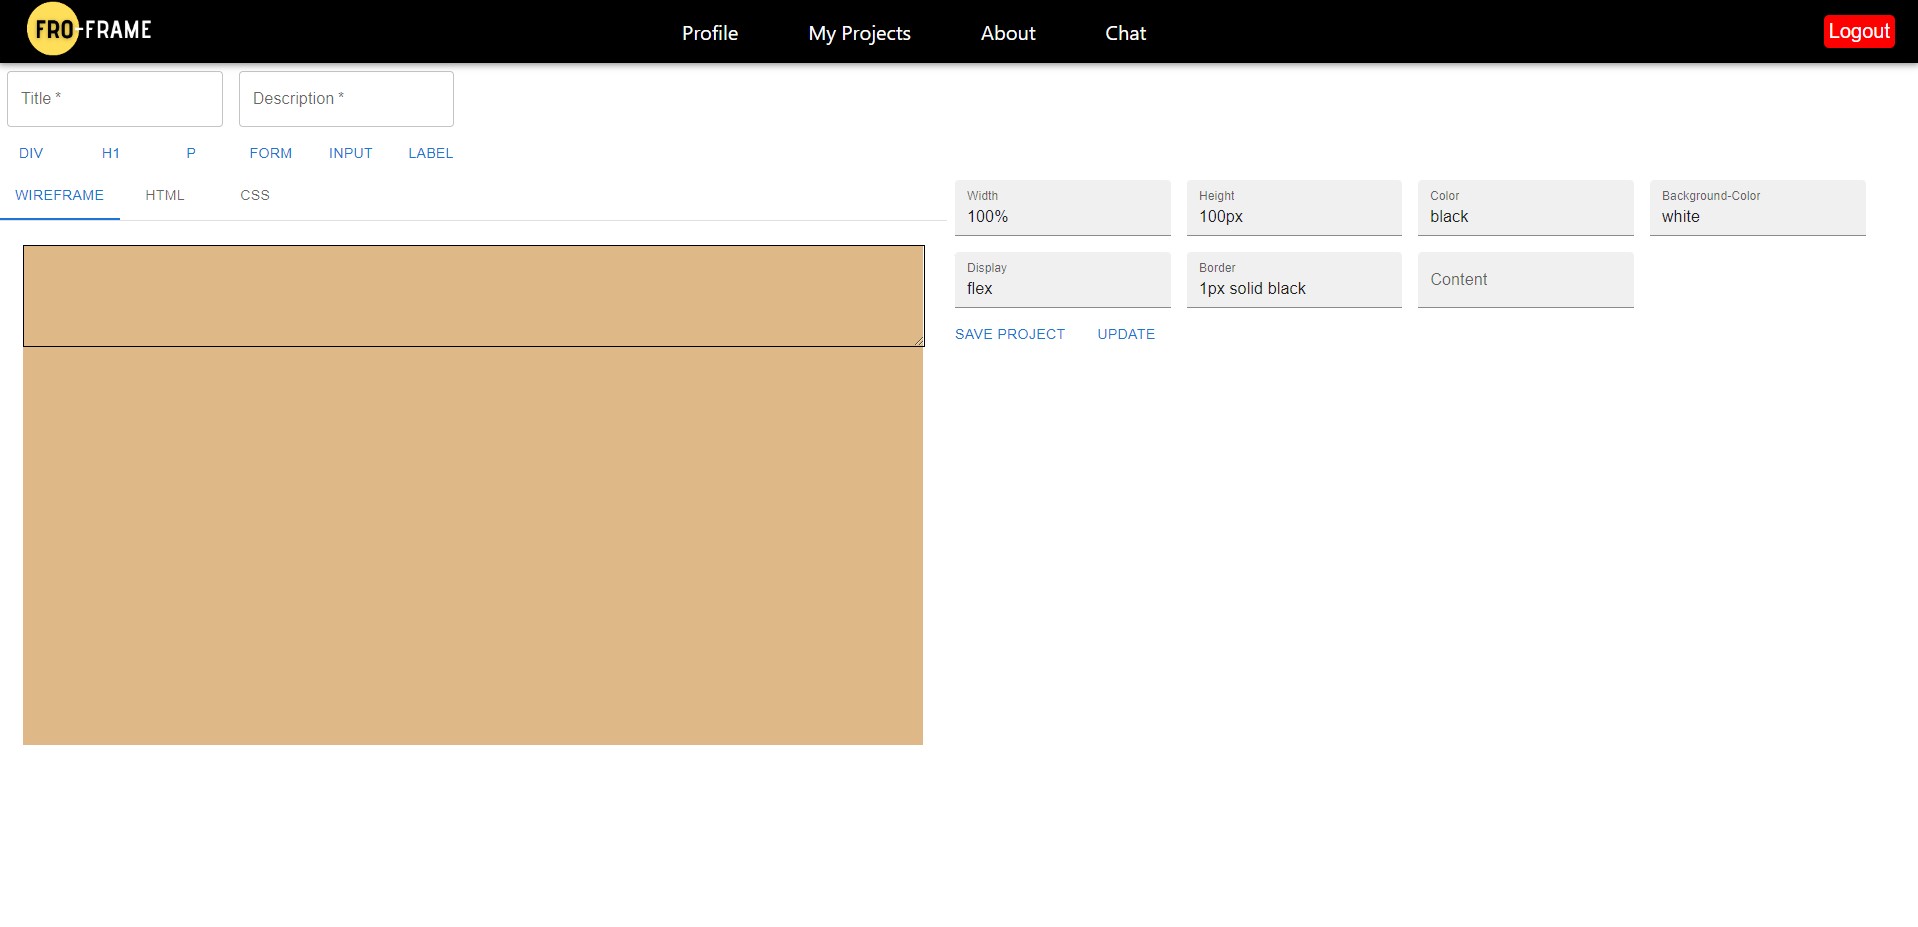 FRO-FRAME
Profile My Projects About Chat
Logout
Title * Description *
DIV H1 P FORM INPUT LABEL
WIREFRAME HTML CSS
Width Height Color Background-Color
100% 100px black white
Display Border Content
flex 1px solid black
SAVE PROJECT UPDATE